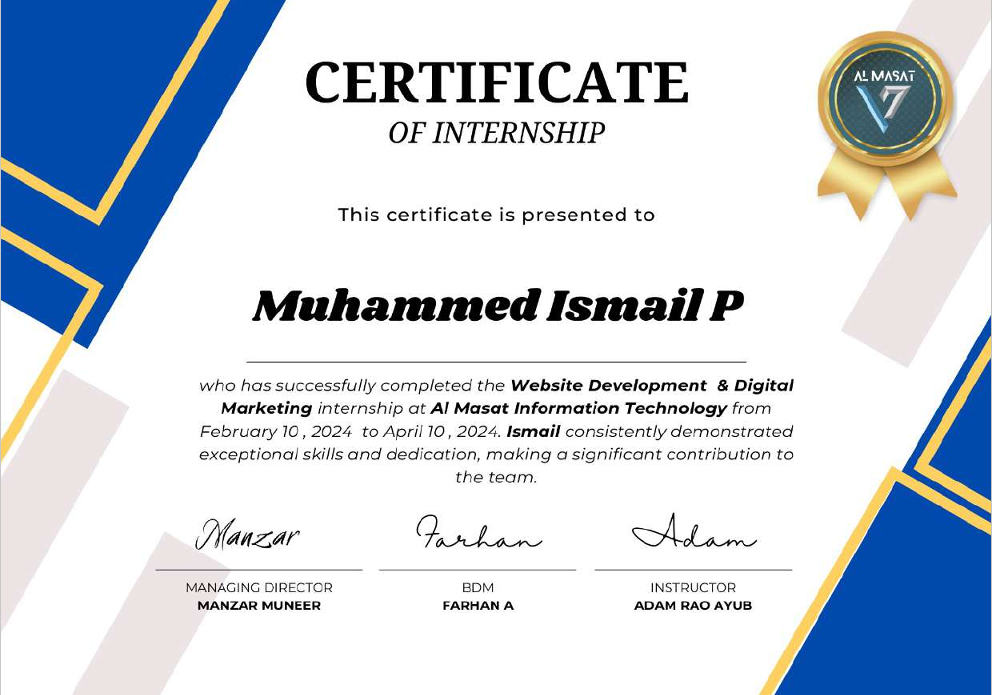 CERTIFICATE
OF INTERNSHIP
AL MASAT
V7
This certificate is presented to
Muhammed Ismail P
who has successfully completed the Website Development & Digital
Marketing internship at Al Masat Information Technology from
February 10 , 2024 to April 10 , 2024. Ismail consistently demonstrated
exceptional skills and dedication, making a significant contribution to
the team.
Manzar Farhan Adam
MANAGING DIRECTOR BDM INSTRUCTOR
MANZAR MUNEER FARHAN A ADAM RAO AYUB